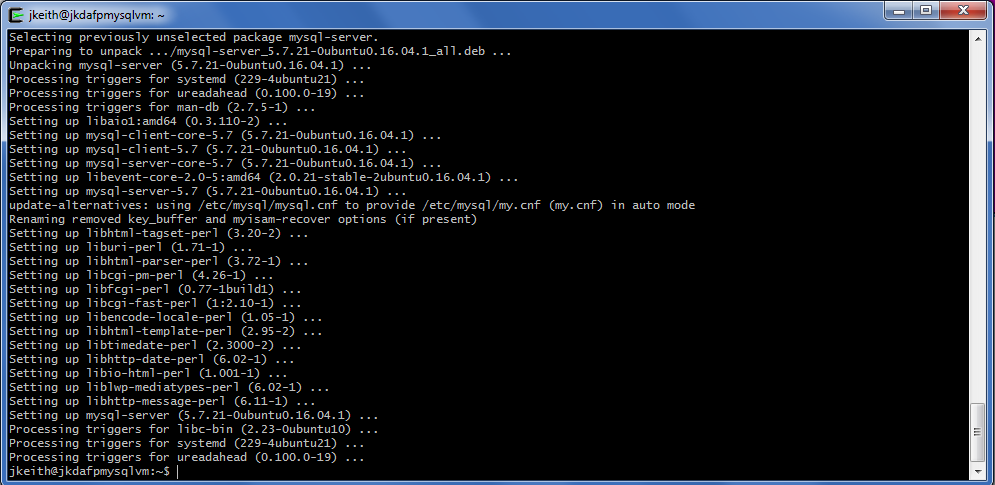 jkeith@jkdafpmysqlvm: ~
Selecting previously unselected package mysql-server.
Preparing to unpack .../mysql-server_5.7.21-0ubuntu0.16.04.1_all.deb ...
Unpacking mysql-server (5.7.21-0ubuntu0.16.04.1) ...
Processing triggers for systemd (229-4ubuntu21) ...
Processing triggers for ureadahead (0.100.0-19) ...
Processing triggers for man-db (2.7.5-1) ...
Setting up libaio1:amd64 (0.3.110-2) ...
Setting up mysql-client-core-5.7 (5.7.21-0ubuntu0.16.04.1) ...
Setting up mysql-client-5.7 (5.7.21-0ubuntu0.16.04.1) ...
Setting up mysql-server-core-5.7 (5.7.21-0ubuntu0.16.04.1) ...
Setting up libevent-core-2.0-5:amd64 (2.0.21-stable-2ubuntu0.16.04.1) ...
Setting up mysql-server-5.7 (5.7.21-0ubuntu0.16.04.1) ...
update-alternatives: using /etc/mysql/mysql.cnf to provide /etc/mysql/my.cnf (my.cnf) in auto mode
Renaming removed key_buffer and myisam-recover options (if present)
Setting up libhtml-tagset-perl (3.20-2) ...
Setting up liburi-perl (1.71-1) ...
Setting up libhtml-parser-perl (3.72-1) ...
Setting up libcgi-pm-perl (4.26-1) ...
Setting up libfcgi-perl (0.77-1build1) ...
Setting up libcgi-fast-perl (1:2.10-1) ...
Setting up libencode-locale-perl (1.05-1) ...
Setting up libhtml-template-perl (2.95-2) ...
Setting up libtimedate-perl (2.3000-2) ...
Setting up libhttp-date-perl (6.02-1) ...
Setting up libio-html-perl (1.001-1) ...
Setting up liblwp-mediatypes-perl (6.02-1) ...
Setting up libhttp-message-perl (6.11-1) ...
Setting up mysql-server (5.7.21-0ubuntu0.16.04.1) ...
Processing triggers for libc-bin (2.23-0ubuntu10) ...
Processing triggers for systemd (229-4ubuntu21) ...
Processing triggers for ureadahead (0.100.0-19) ...
jkeith@jkdafpmysqlvm:~$